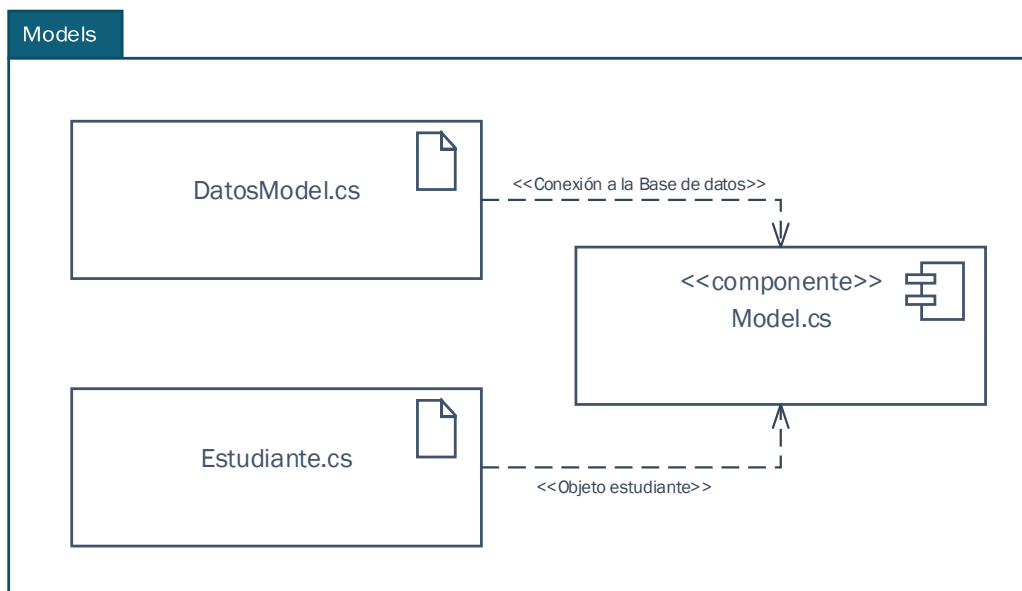 Models
DatosModel.cs
<<Conexión a la Base de datos>>
<<componente>>
Model.cs
Estudiante.cs
<<Objeto estudiante>>